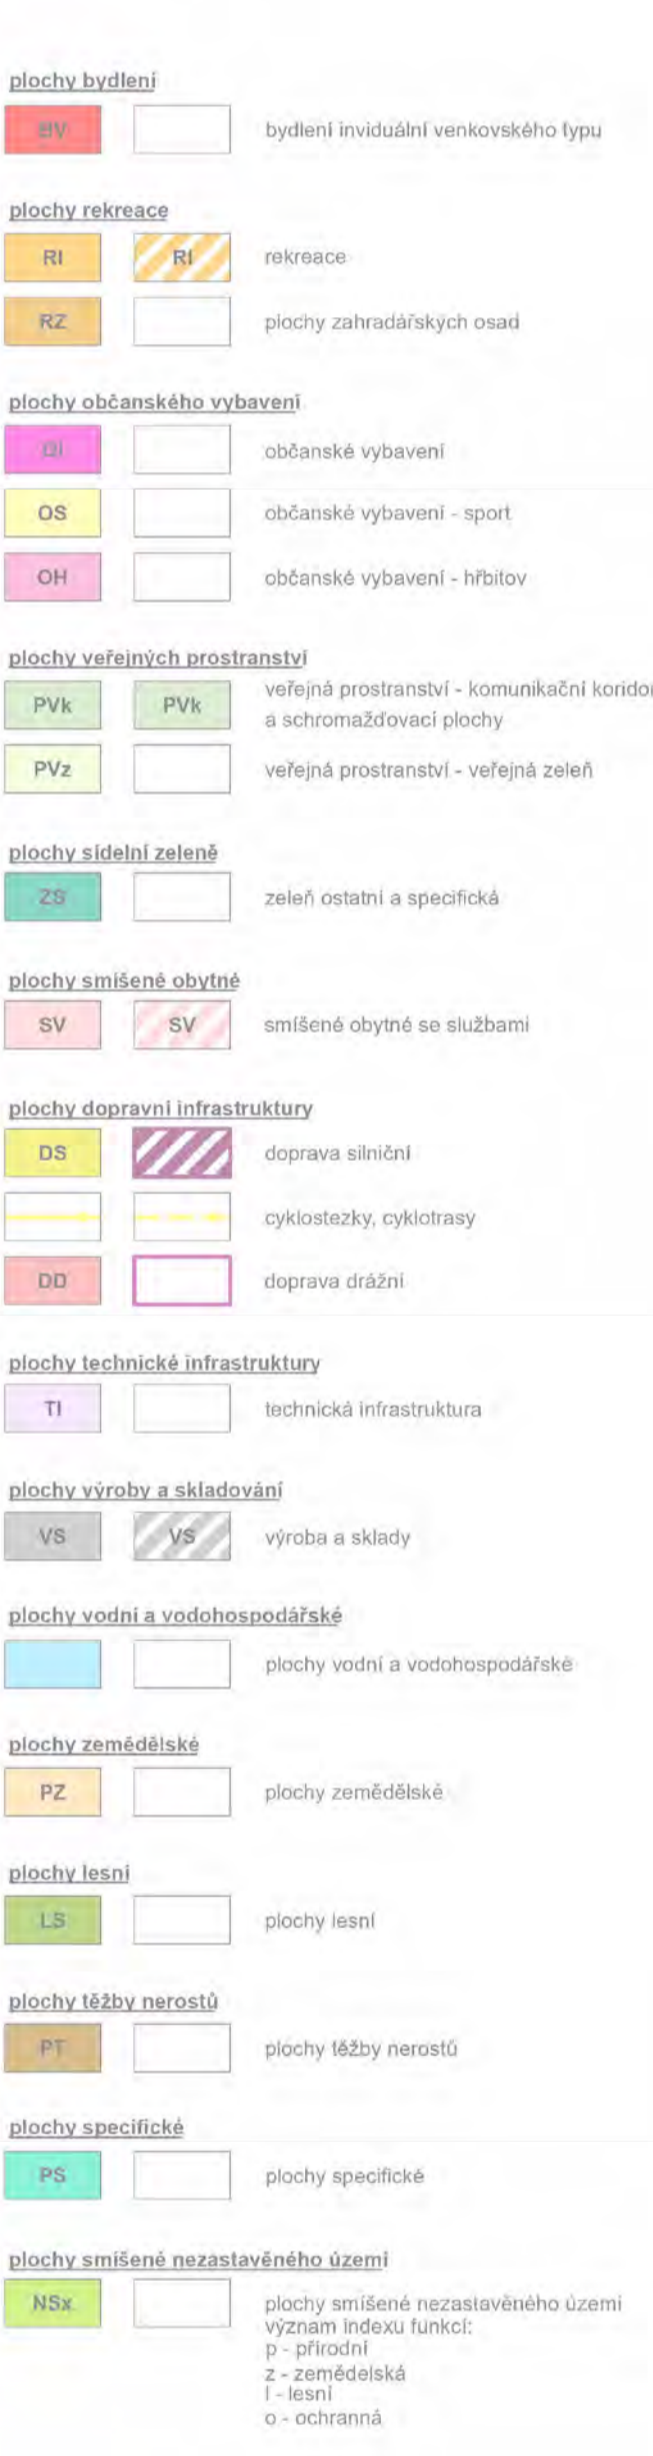 plochy bydlení
BV bydlení inviduální venkovského typu
plochy rekreace
RI RI rekreace
RZ plochy zahradářských osad
plochy občanského vybavení
občanské vybavení
OS občanské vybavení - sport
OH občanské vybavení - hřbitov
plochy veřejných prostranství
PVk PVk veřejná prostranství - komunikační koridor
a schromažďovací plochy
PVz veřejná prostranství - veřejná zeleň
plochy sídelní zeleně
ZS zeleň ostatní a specifická
plochy smíšené obytné
SV SV smíšené obytné se službami
plochy dopravní infrastruktury
DS doprava silniční
cyklostezky, cyklotrasy
DD doprava drážní
plochy technické infrastruktury
TI technická infrastruktura
plochy výroby a skladování
VS VS výroba a sklady
plochy vodní a vodohospodářské
plochy vodní a vodohospodářské
plochy zemědělské
PZ plochy zemědělské
plochy lesní
LS plochy lesní
plochy těžby nerostů
PT plochy těžby nerostů
plochy specifické
PS plochy specifické
plochy smíšené nezastavěného území
NSx plochy smíšené nezastavěného území
význam indexu funkcí:
p - přírodní
z - zemědelská
l - lesní
o - ochranná